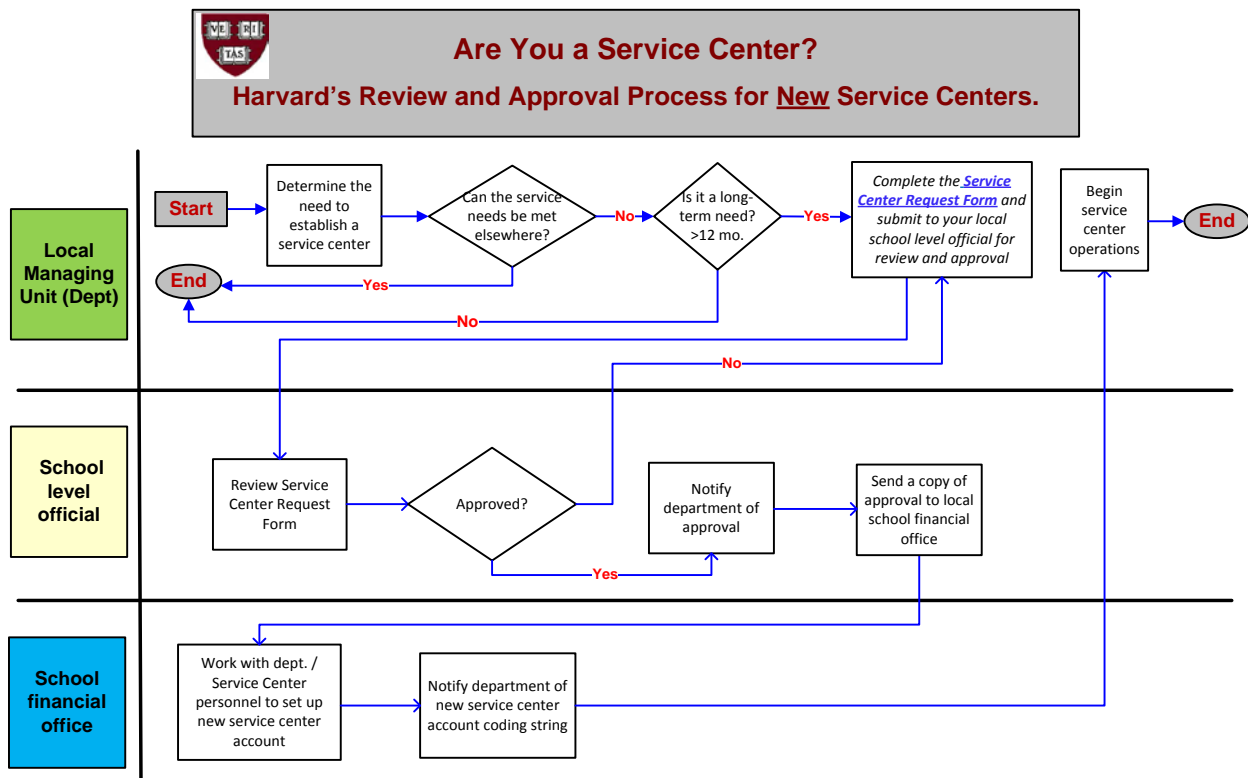 VE RI
TAS
Are You a Service Center?
Harvard's Review and Approval Process for New Service Centers.
Local
Managing
Unit (Dept)
Start
Determine the
need to
establish a
service center
Can the service
needs be met
elsewhere?
No
Is it a long-
term need?
>12 mo.
Yes
Complete the Service
Center Request Form and
submit to your local
school level official for
review and approval
Begin
service
center
operations
End
End
Yes
No
No
School
level
official
Review Service
Center Request
Form
Approved?
Yes
Notify
department of
approval
Send a copy of
approval to local
school financial
office
School
financial
office
Work with dept. /
Service Center
personnel to set up
new service center
account
Notify department of
new service center
account coding string